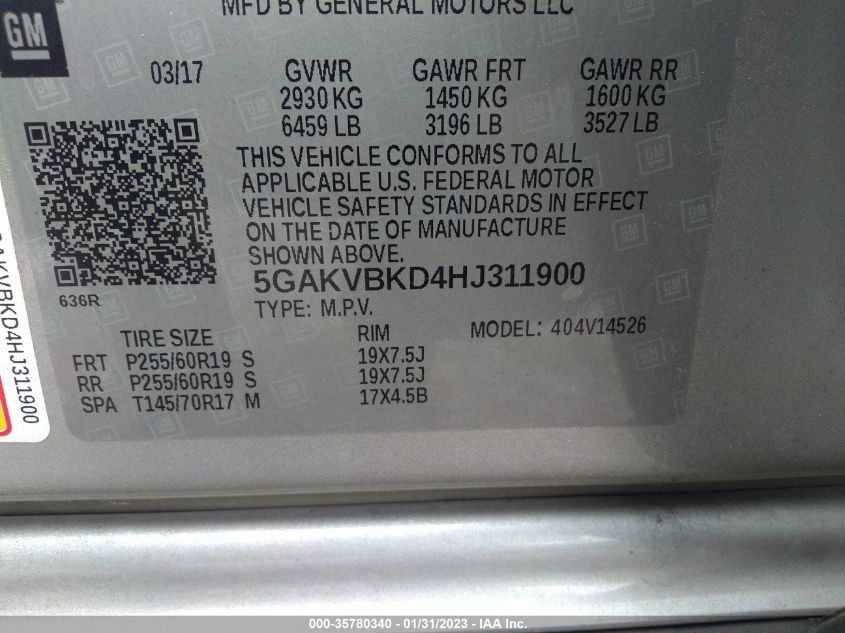 MFD BY GENERAL MOTORS LLC
GM
03/17 GVWR GAWR FRT GAWR RR
2930 KG 1450 KG 1600 KG
6459 LB 3196 LB 3527 LB
THIS VEHICLE CONFORMS TO ALL
APPLICABLE U.S. FEDERAL MOTOR
VEHICLE SAFETY STANDARDS IN EFFECT
ON THE DATE OF MANUFACTURE
SHOWN ABOVE.
636R
5GAKVBKD4HJ311900
TYPE: M.P.V.
TIRE SIZE RIM MODEL: 404V14526
FRT P255/60R19 S 19X7.5J
RR P255/60R19 S 19X7.5J
SPA T145/70R17 M 17X4.5B
AKVBKD4HJ311900
000-35780340 - 01/31/2023 - IAA Inc.